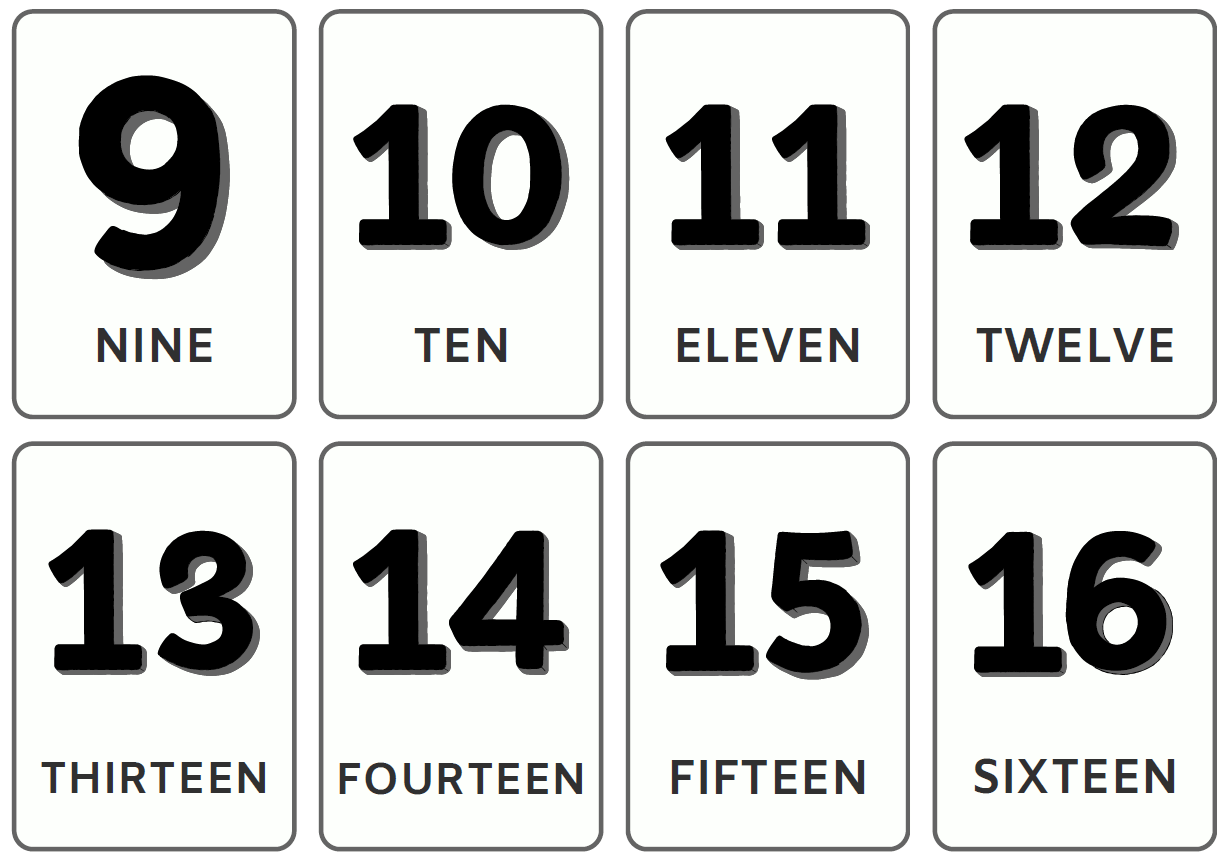 9 10 11 12
NINE TEN ELEVEN TWELVE
13 14 15 16
THIRTEEN FOURTEEN FIFTEEN SIXTEEN